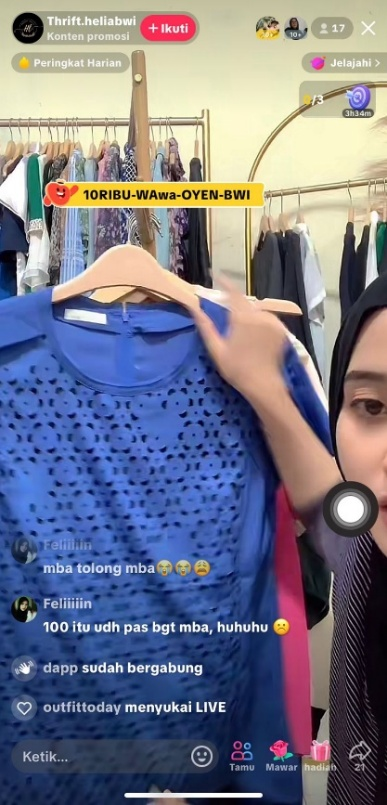 Thrift.heliabwi
+ Ikuti
10+
17
Konten promosi
Peringkat Harian
Jelajahi >
/3
3h34m
10RIBU-WAwa-OYEN-BWI
Feliiiiin
mba tolong mba😭😭😩
Feliiiiin
100 itu udh pas bgt mba, huhuhu ☹️
dapp sudah bergabung
outfittoday menyukai LIVE
Ketik...
Tamu
Mawar
hadiah
21